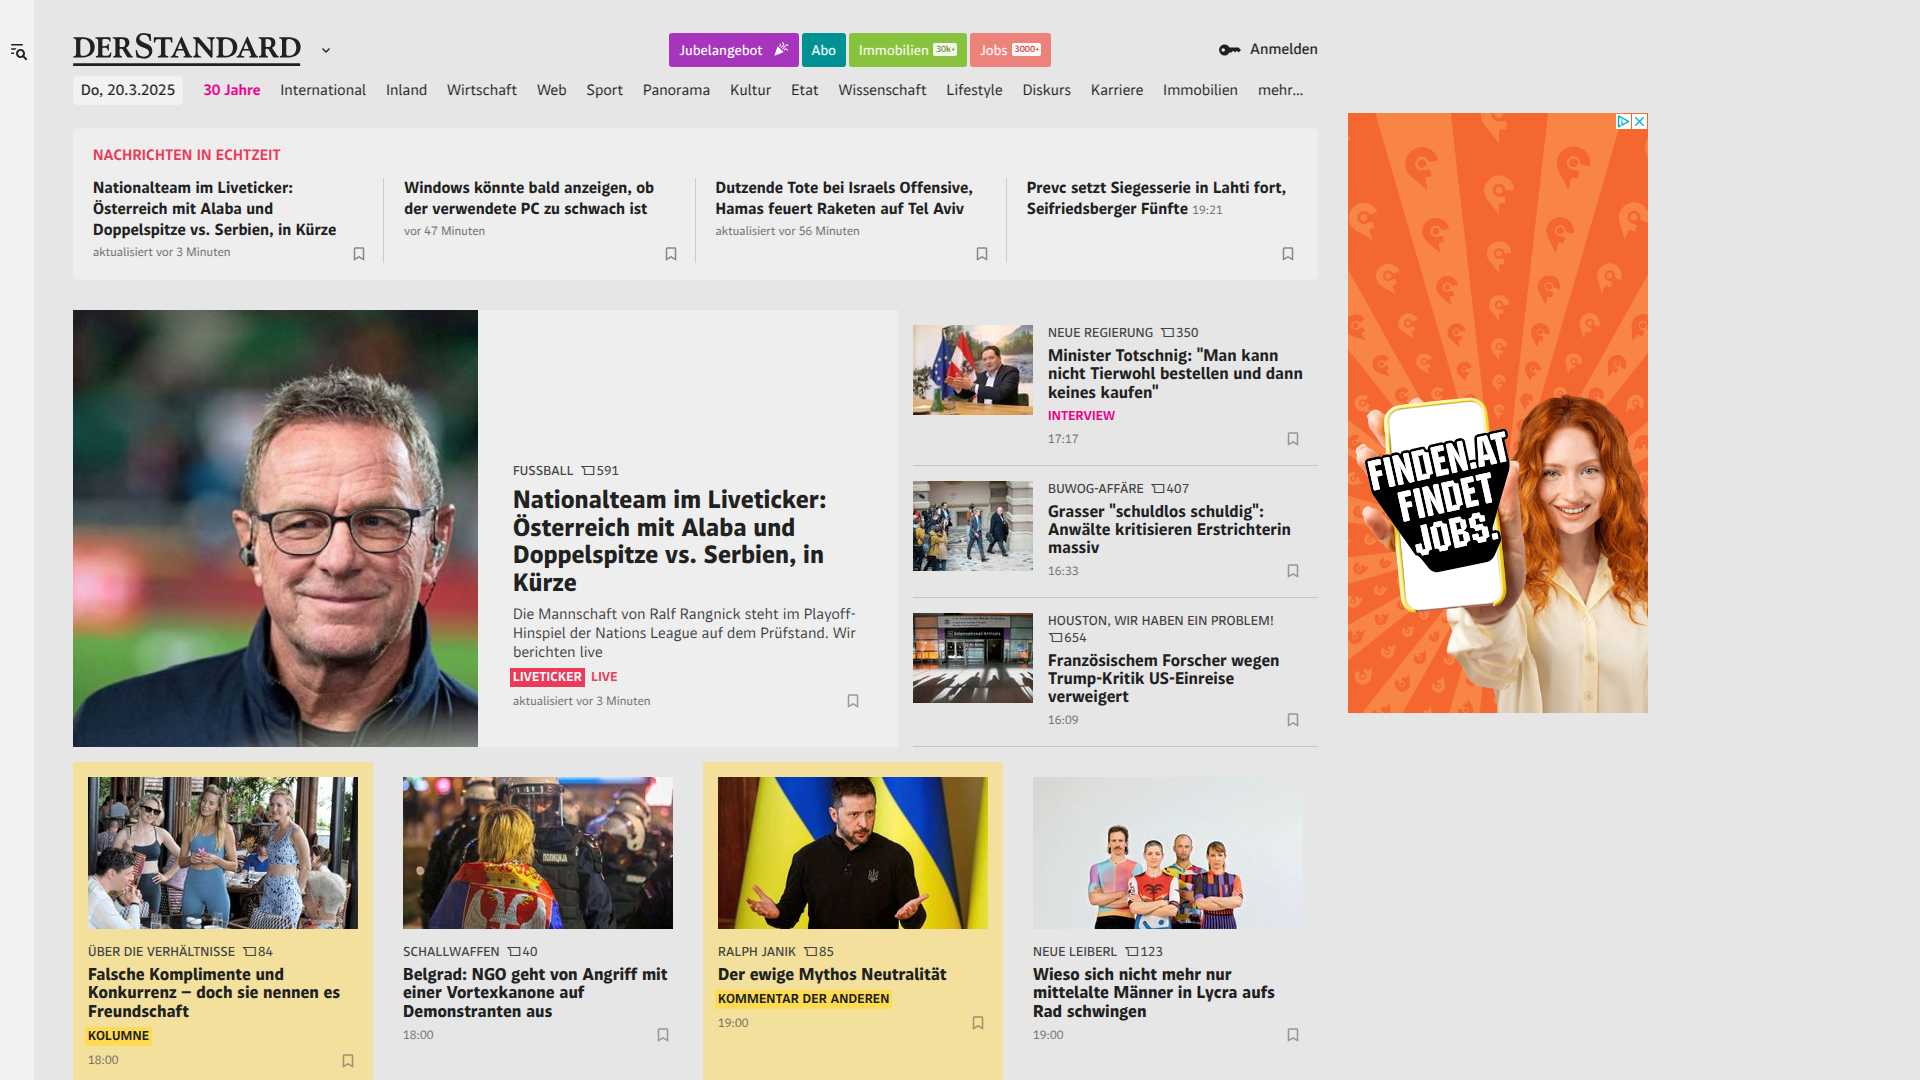 DERSTANDARD
Jubelangebot
Abo
Immobilien 30k+
Jobs 3000+
Anmelden
Do, 20.3.2025
30 Jahre
International
Inland
Wirtschaft
Web
Sport
Panorama
Kultur
Etat
Wissenschaft
Lifestyle
Diskurs
Karriere
Immobilien
mehr...
NACHRICHTEN IN ECHTZEIT
Nationalteam im Liveticker:
Österreich mit Alaba und
Doppelspitze vs. Serbien, in Kürze
aktualisiert vor 3 Minuten
Windows könnte bald anzeigen, ob
der verwendete PC zu schwach ist
vor 47 Minuten
Dutzende Tote bei Israels Offensive,
Hamas feuert Raketen auf Tel Aviv
aktualisiert vor 56 Minuten
Prevc setzt Siegesserie in Lahti fort,
Seifriedsberger Fünfte 19:21
FUSSBALL 591
Nationalteam im Liveticker:
Österreich mit Alaba und
Doppelspitze vs. Serbien, in
Kürze
Die Mannschaft von Ralf Rangnick steht im Playoff-
Hinspiel der Nations League auf dem Prüfstand. Wir
berichten live
LIVETICKER LIVE
aktualisiert vor 3 Minuten
NEUE REGIERUNG 350
Minister Totschnig: "Man kann
nicht Tierwohl bestellen und dann
keines kaufen"
INTERVIEW
17:17
BUWOG-AFFÄRE 407
Grasser "schuldlos schuldig":
Anwälte kritisieren Erstrichterin
massiv
16:33
HOUSTON, WIR HABEN EIN PROBLEM!
654
Französischem Forscher wegen
Trump-Kritik US-Einreise
verweigert
16:09
FINDEN.AT
FINDET
JOBS.
ÜBER DIE VERHÄLTNISSE 84
Falsche Komplimente und
Konkurrenz – doch sie nennen es
Freundschaft
KOLUMNE
18:00
SCHALLWAFFEN 40
Belgrad: NGO geht von Angriff mit
einer Vortexkanone auf
Demonstranten aus
18:00
RALPH JANIK 85
Der ewige Mythos Neutralität
KOMMENTAR DER ANDEREN
19:00
NEUE LEIBERL 123
Wieso sich nicht mehr nur
mittelalte Männer in Lycra aufs
Rad schwingen
19:00